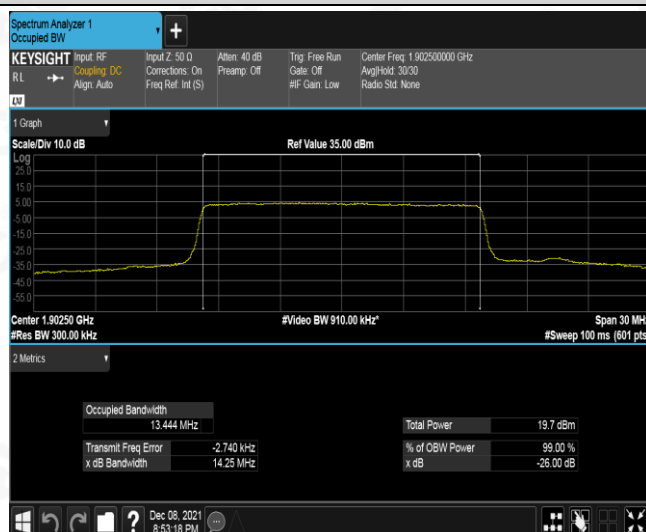 Spectrum Analyzer 1
Occupied BW
+
KEYSIGHT
RL
LXI
Input: RF
Coupling: DC
Align: Auto
Input Z: 50 Ω
Corrections: On
Freq Ref: Int (S)
Atten: 40 dB
Preamp: Off
Trig: Free Run
Gate: Off
#IF Gain: Low
Center Freq: 1.902500000 GHz
Avg|Hold: 30/30
Radio Std: None
1 Graph
Scale/Div 10.0 dB
Ref Value 35.00 dBm
Log
25.0
15.0
5.00
-5.00
-15.0
-25.0
-35.0
-45.0
-55.0
Center 1.90250 GHz
#Video BW 910.00 kHz*
Span 30 MHz
#Res BW 300.00 kHz
#Sweep 100 ms (601 pts
2 Metrics
Occupied Bandwidth
13.444 MHz
Total Power 19.7 dBm
Transmit Freq Error -2.740 kHz
% of OBW Power 99.00 %
x dB Bandwidth 14.25 MHz
x dB -26.00 dB
?
Dec 08, 2021
8:53:18 PM